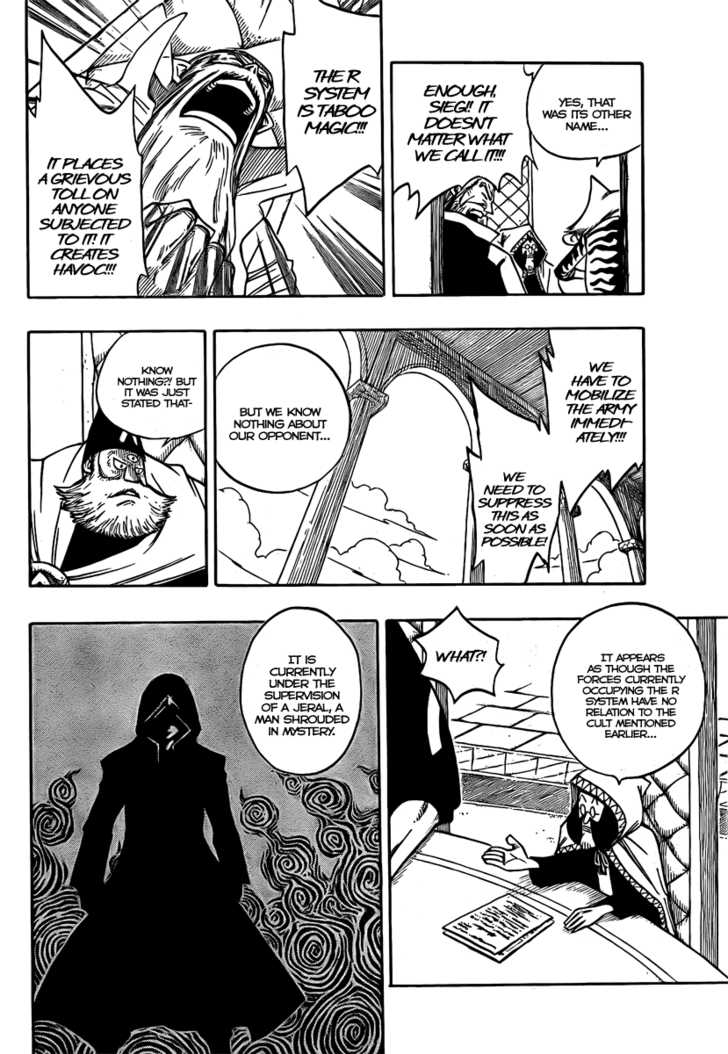 YES, THAT
WAS ITS OTHER
NAME...
ENOUGH,
SIEG!! IT
DOESN'T
MATTER WHAT
WE CALL IT!!!
THE R
SYSTEM
IS TABOO
MAGIC!!!
IT PLACES
A GRIEVOUS
TOLL ON
ANYONE
SUBJECTED
TO IT! IT
CREATES
HAVOC!!!
WE
HAVE TO
MOBILIZE
THE ARMY
IMMEDI-
ATELY!!!
WE
NEED TO
SUPPRESS
THIS AS
SOON AS
POSSIBLE!
BUT WE KNOW
NOTHING ABOUT
OUR OPPONENT...
KNOW
NOTHING?! BUT
IT WAS JUST
STATED THAT-
IT APPEARS
AS THOUGH THE
FORCES CURRENTLY
OCCUPYING THE R
SYSTEM HAVE NO
RELATION TO THE
CULT MENTIONED
EARLIER...
WHAT?!
IT IS
CURRENTLY
UNDER THE
SUPERVISION
OF A JERAL, A
MAN SHROUDED
IN MYSTERY.